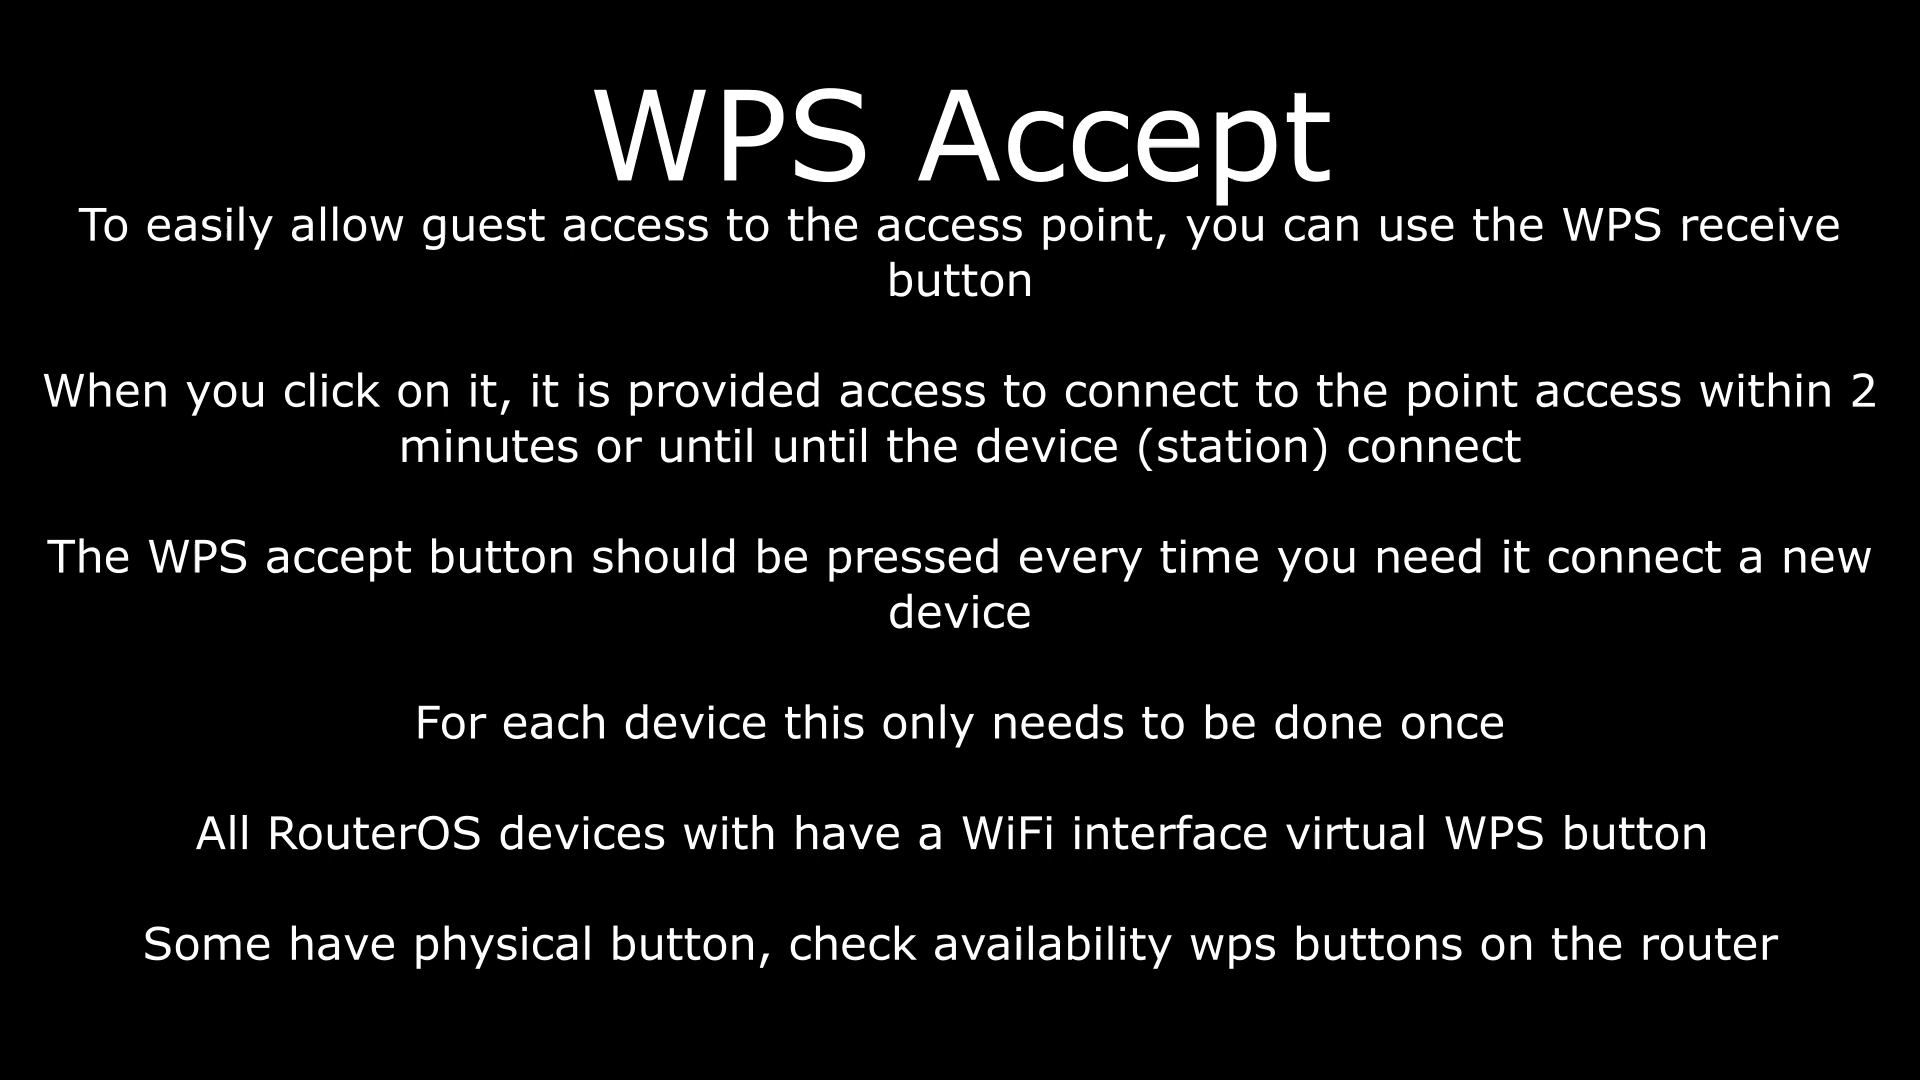 WPS Accept
To easily allow guest access to the access point, you can use the WPS receive
button
When you click on it, it is provided access to connect to the point access within 2
minutes or until until the device (station) connect
The WPS accept button should be pressed every time you need it connect a new
device
For each device this only needs to be done once
All RouterOS devices with have a WiFi interface virtual WPS button
Some have physical button, check availability wps buttons on the router